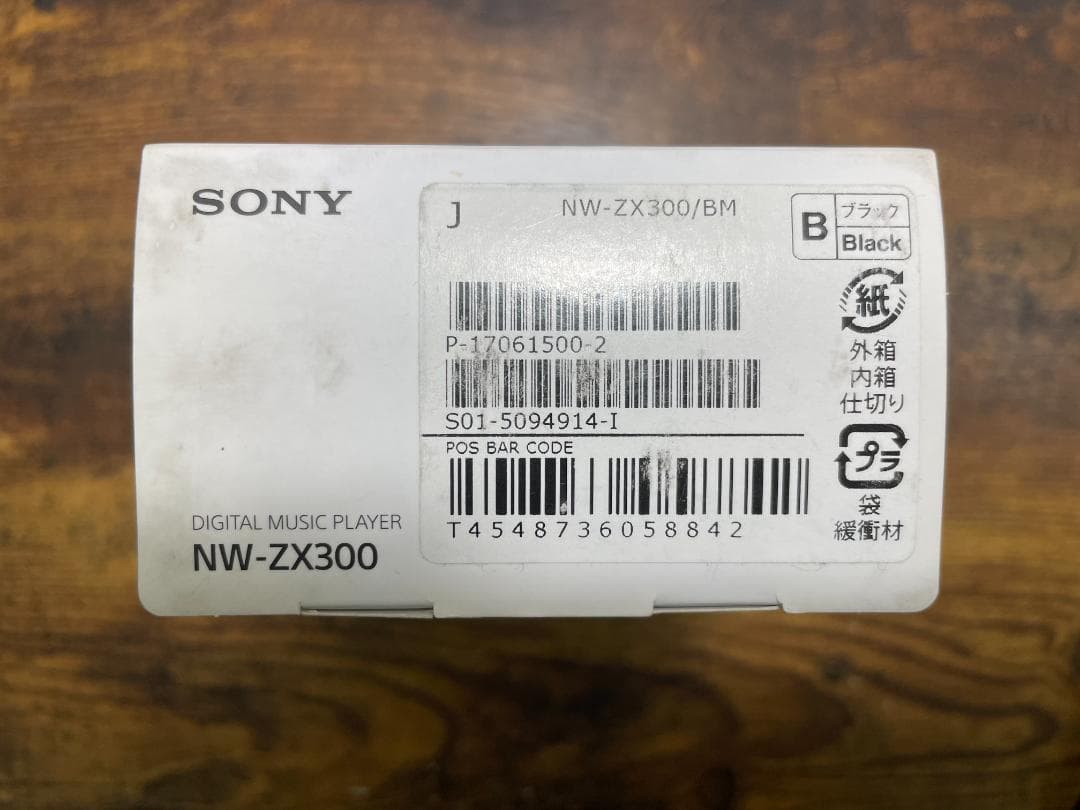 SONY
J NW-ZX300/BM
B ブラック
Black
P-17061500-2
S01-5094914-I
POS BAR CODE
T4548736058842
紙
外箱
内箱
仕切り
プラ
袋
緩衝材
DIGITAL MUSIC PLAYER
NW-ZX300